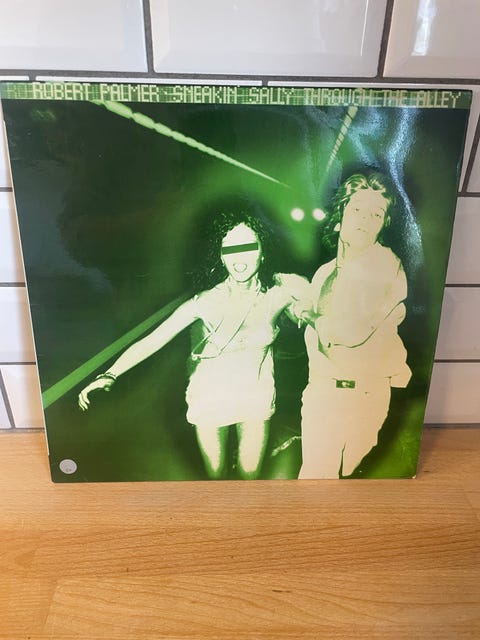 ROBERT PALMER SNEAKIN SALLY THROUGH THE ALLEY